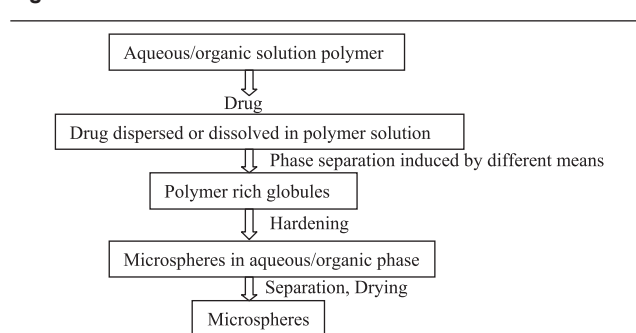 Aqueous/organic solution polymer
Drug
Drug dispersed or dissolved in polymer solution
Phase separation induced by different means
Polymer rich globules
Hardening
Microspheres in aqueous/organic phase
Separation, Drying
Microspheres